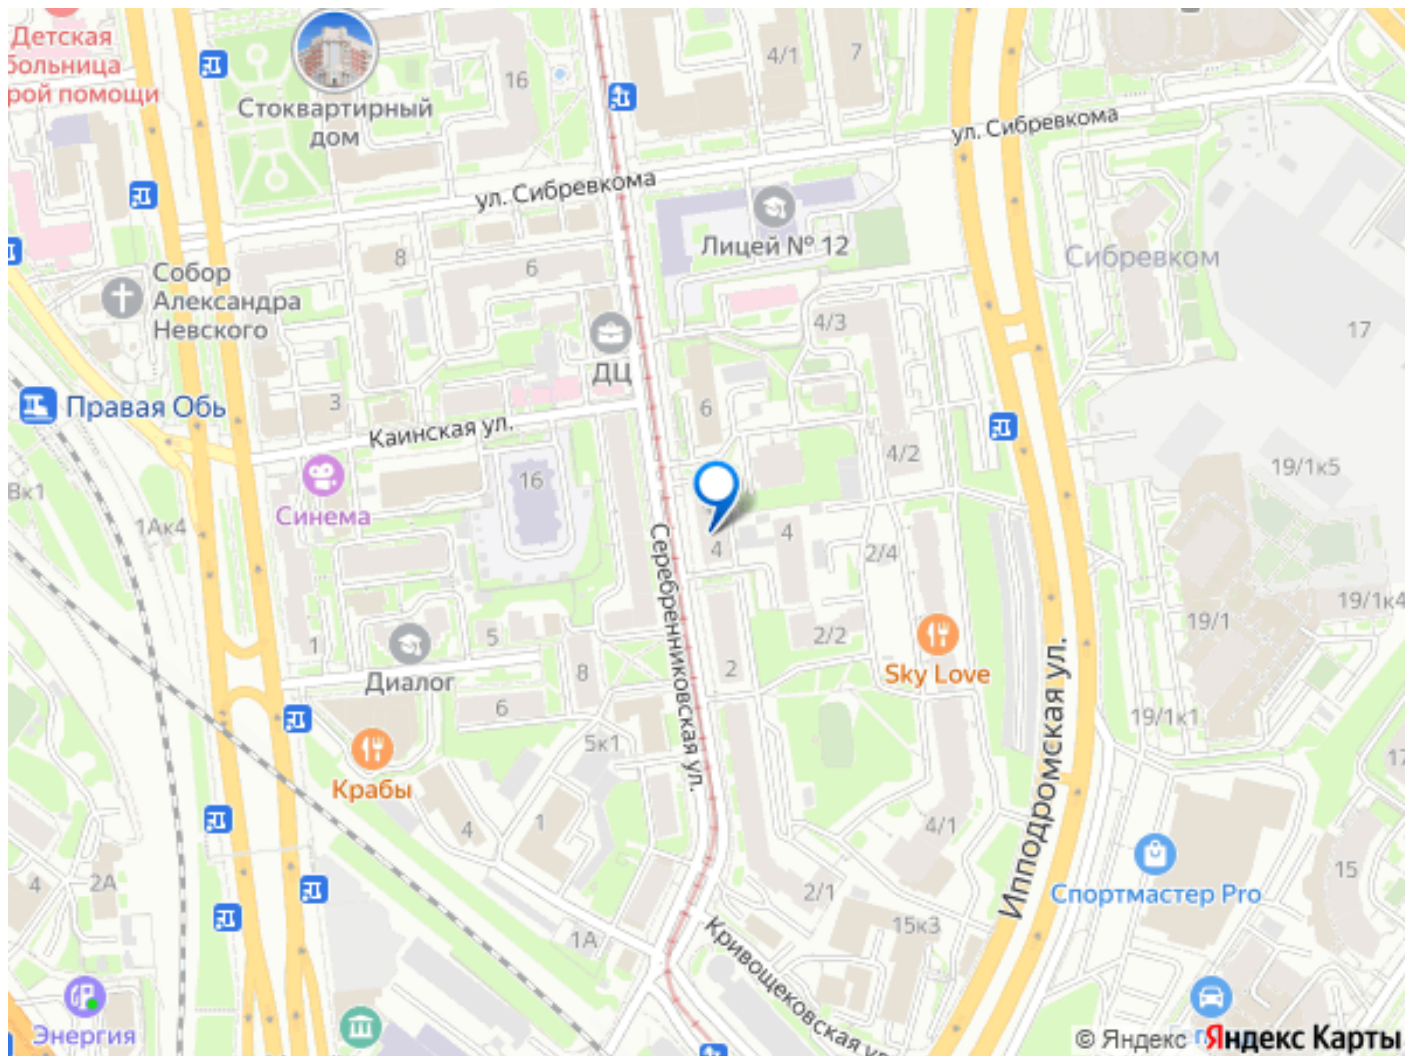 Детская
больница
рой помощи
Стоквартирный
дом
16
4/1
7
ул. Сибревкома
ул. Сибревкома
Лицей № 12
Сибревком
8
6
Собор
Александра
Невского
4/3
17
ДЦ
3
6
Правая Обь
Каинская ул.
4/2
19/1к5
Вк1
16
Синема
1Ак4
Серебренниковская ул.
4
4
2/4
19/1к4
19/1
1
5
2/2
Диалог
8
2
Sky Love
6
5к1
19/1к1
17
Ипподромская ул.
Крабы
4
1
4/1
4
2А
15
Спортмастер Pro
2/1
15к3
1А
Кривощековская ул.
Энергия
© Яндекс Яндекс Карты